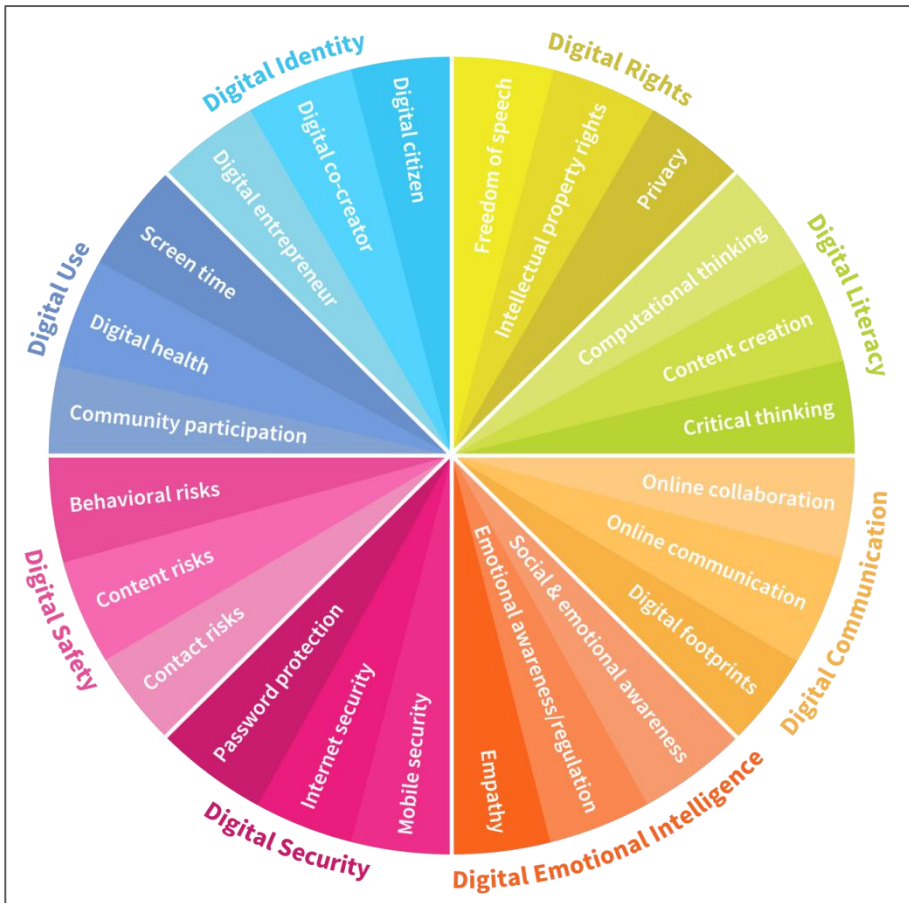 Digital Identity
Digital entrepreneur
Digital co-creator
Digital citizen
Digital Rights
Freedom of speech
Intellectual property rights
Privacy
Digital Literacy
Computational thinking
Content creation
Critical thinking
Digital Communication
Online collaboration
Online communication
Digital footprints
Digital Emotional Intelligence
Social & emotional awareness
Emotional awareness/regulation
Empathy
Digital Security
Mobile security
Internet security
Password protection
Digital Safety
Contact risks
Content risks
Behavioral risks
Digital Use
Community participation
Digital health
Screen time